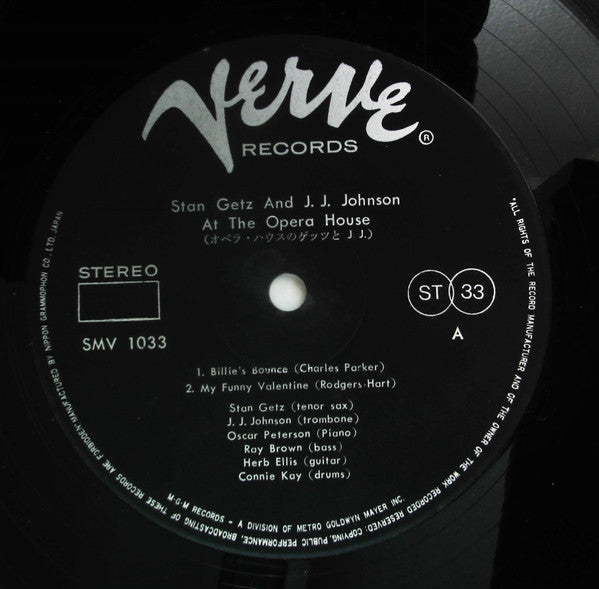 Verve
RECORDS ®
Stan Getz And J. J. Johnson
At The Opera House
(オペラ・ハウスのゲッツと J J.)
STEREO
SMV 1033
ST 33
A
1. Billie's Bounce (Charles Parker)
2. My Funny Valentine (Rodgers-Hart)
Stan Getz (tenor sax)
J. J. Johnson (trombone)
Oscar Peterson (Piano)
Ray Brown (bass)
Herb Ellis (guitar)
Connie Kay (drums)
M-G-M RECORDS – A DIVISION OF METRO GOLDWYN MAYER INC.
"ALL RIGHTS OF THE RECORD MANUFACTURER AND OF THE OWNER OF THE WORK RECORDED RESERVED: COPYING, PUBLIC PERFORMANCE, BROADCASTING OF THESE RECORDS ARE FORBIDDEN" MANUFACTURED BY NIPPON GRAMMOPHON CO., LTD. JAPAN